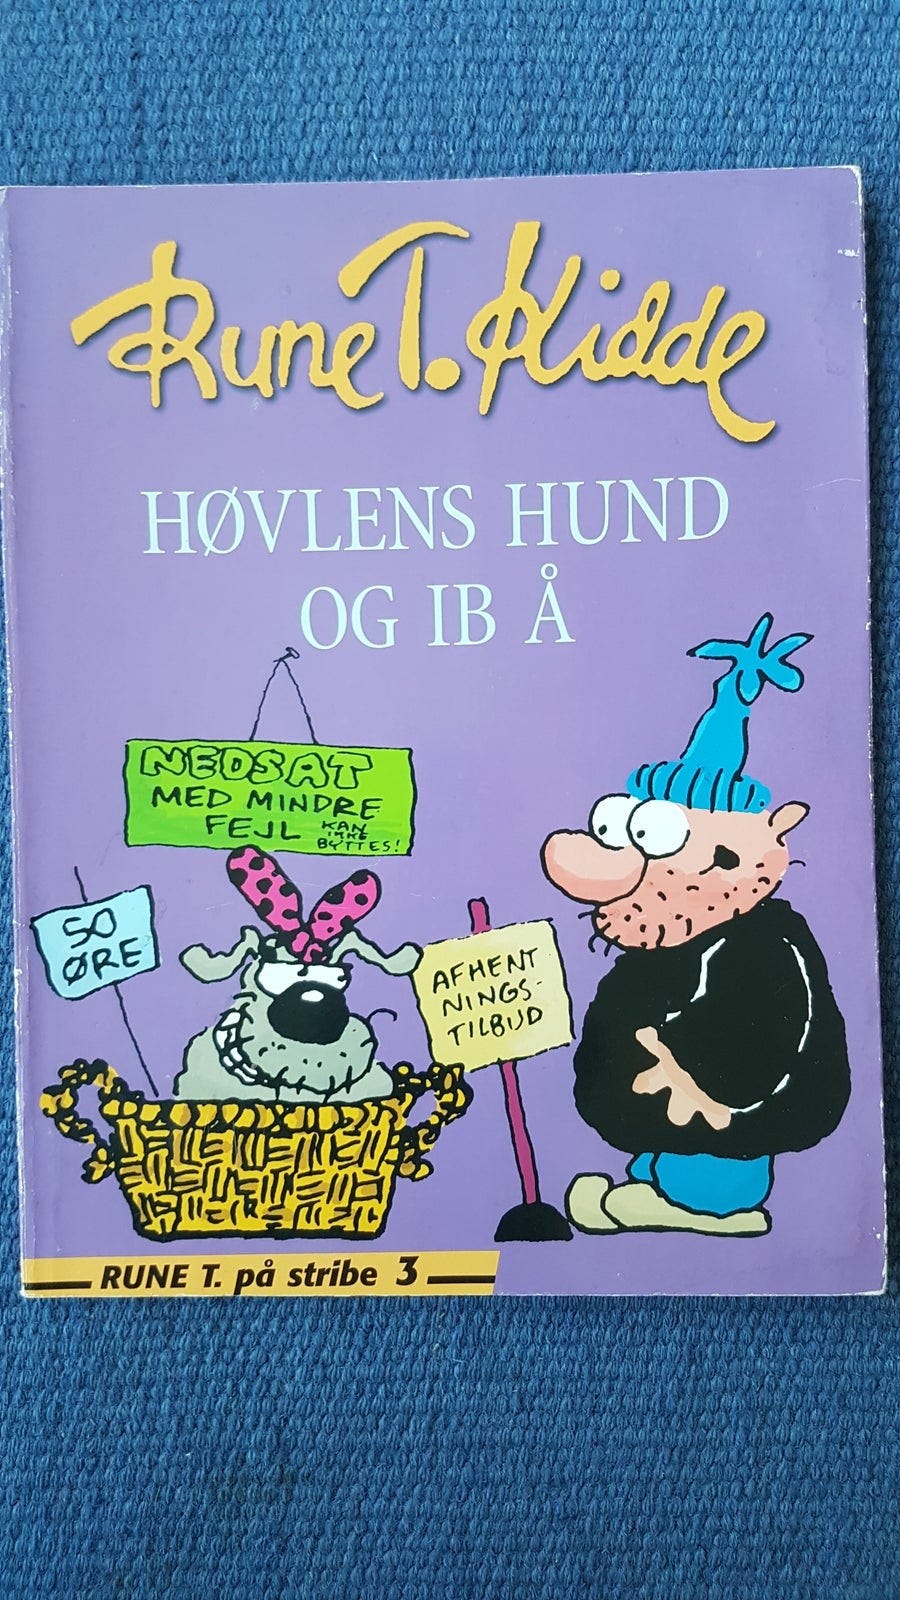 Rune T. Kidde
HØVLENS HUND
OG IB Å
NEDSAT
MED MINDRE
FEJL KAN
IKKE
BYTTES!
50
ØRE
AFHENT
NINGS-
TILBUD
RUNE T. på stribe 3